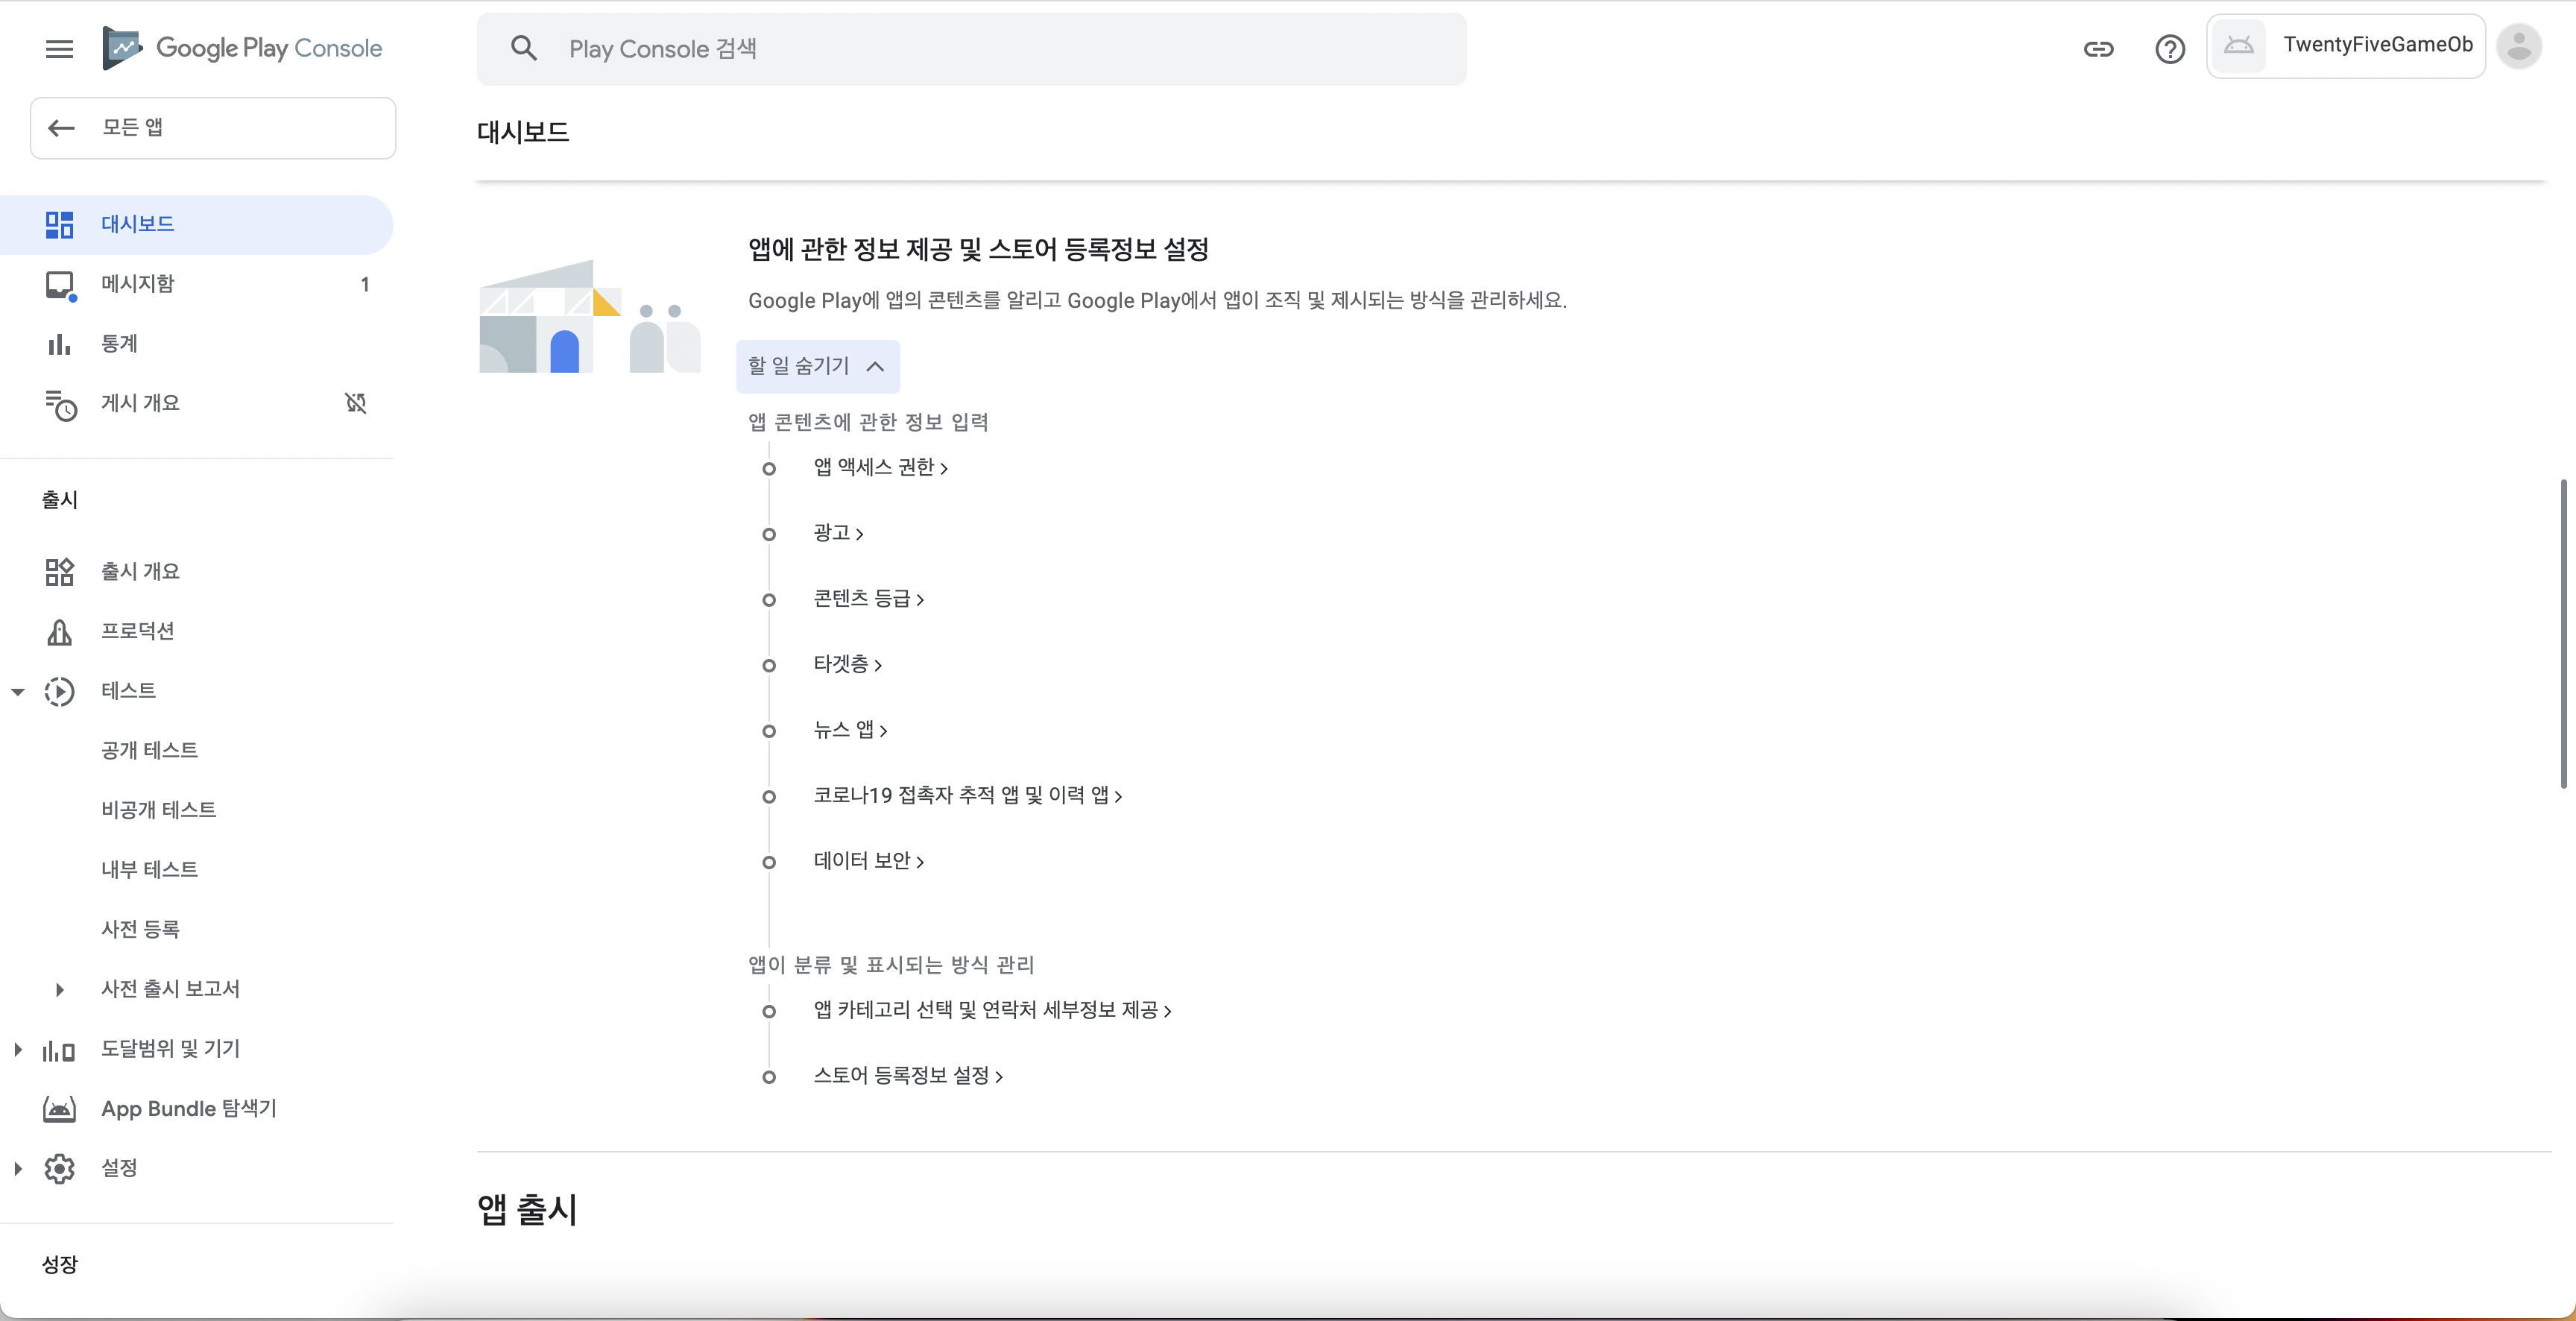 Google Play Console
Play Console 검색
TwentyFiveGameOb
모든 앱
대시보드
대시보드
메시지함 1
통계
게시 개요
출시
출시 개요
프로덕션
테스트
공개 테스트
비공개 테스트
내부 테스트
사전 등록
사전 출시 보고서
도달범위 및 기기
App Bundle 탐색기
설정
성장
앱에 관한 정보 제공 및 스토어 등록정보 설정
Google Play에 앱의 콘텐츠를 알리고 Google Play에서 앱이 조직 및 제시되는 방식을 관리하세요.
할 일 숨기기
앱 콘텐츠에 관한 정보 입력
앱 액세스 권한
광고
콘텐츠 등급
타겟층
뉴스 앱
코로나19 접촉자 추적 앱 및 이력 앱
데이터 보안
앱이 분류 및 표시되는 방식 관리
앱 카테고리 선택 및 연락처 세부정보 제공
스토어 등록정보 설정
앱 출시